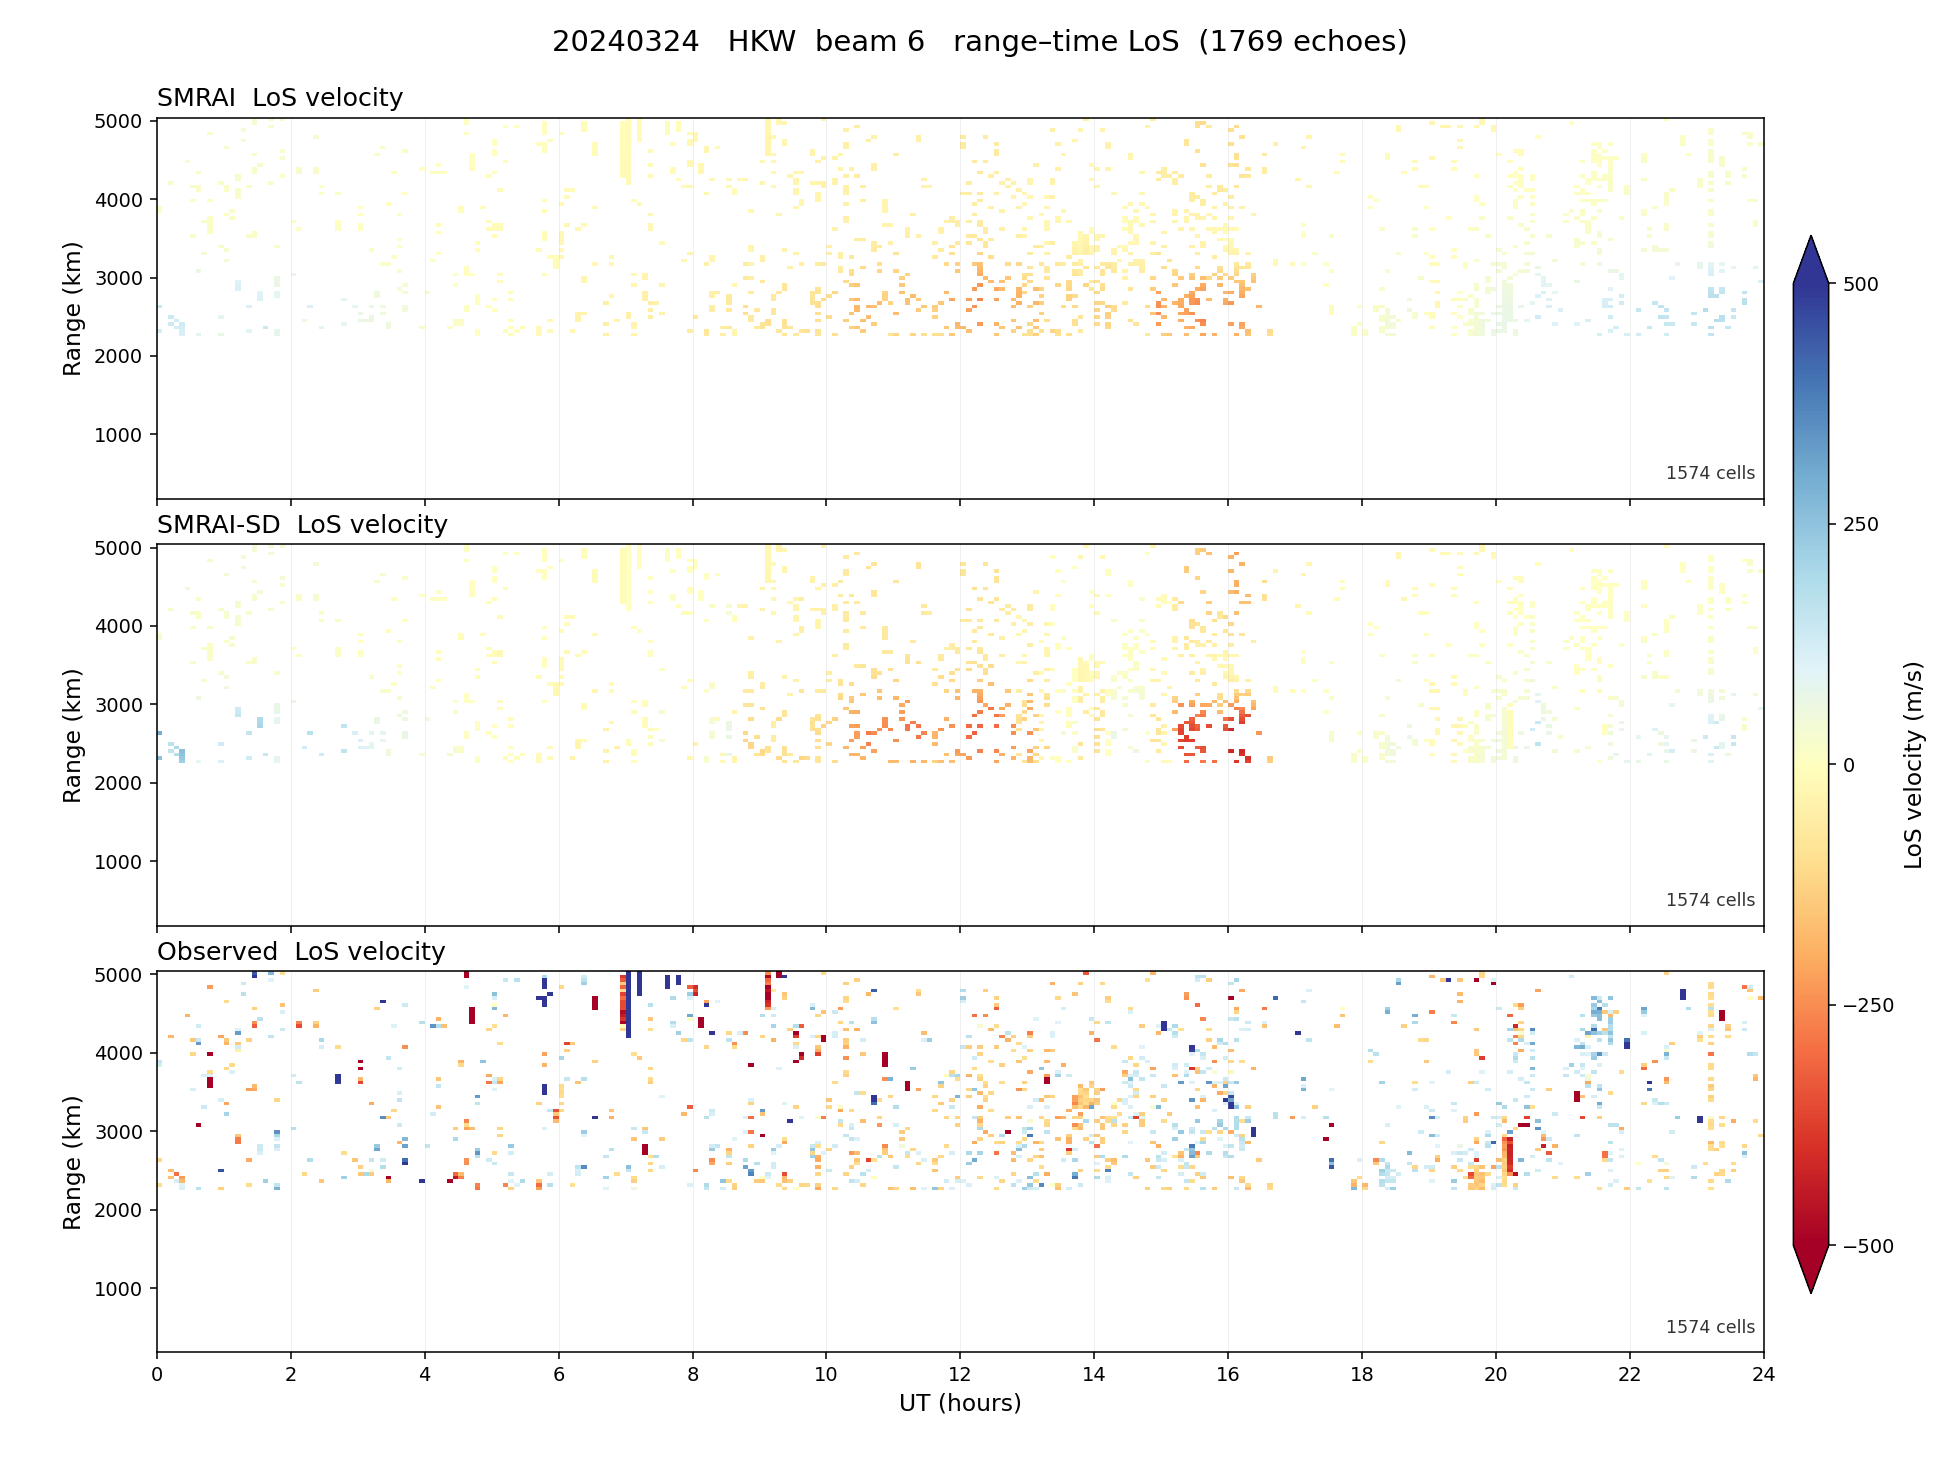 20240324   HKW  beam 6   range–time LoS  (1769 echoes)
SMRAI  LoS velocity
5000
4000
3000
2000
1000
Range (km)
1574 cells
SMRAI-SD  LoS velocity
5000
4000
3000
2000
1000
Range (km)
1574 cells
Observed  LoS velocity
5000
4000
3000
2000
1000
Range (km)
1574 cells
0 2 4 6 8 10 12 14 16 18 20 22 24
UT (hours)
500
250
0
−250
−500
LoS velocity (m/s)